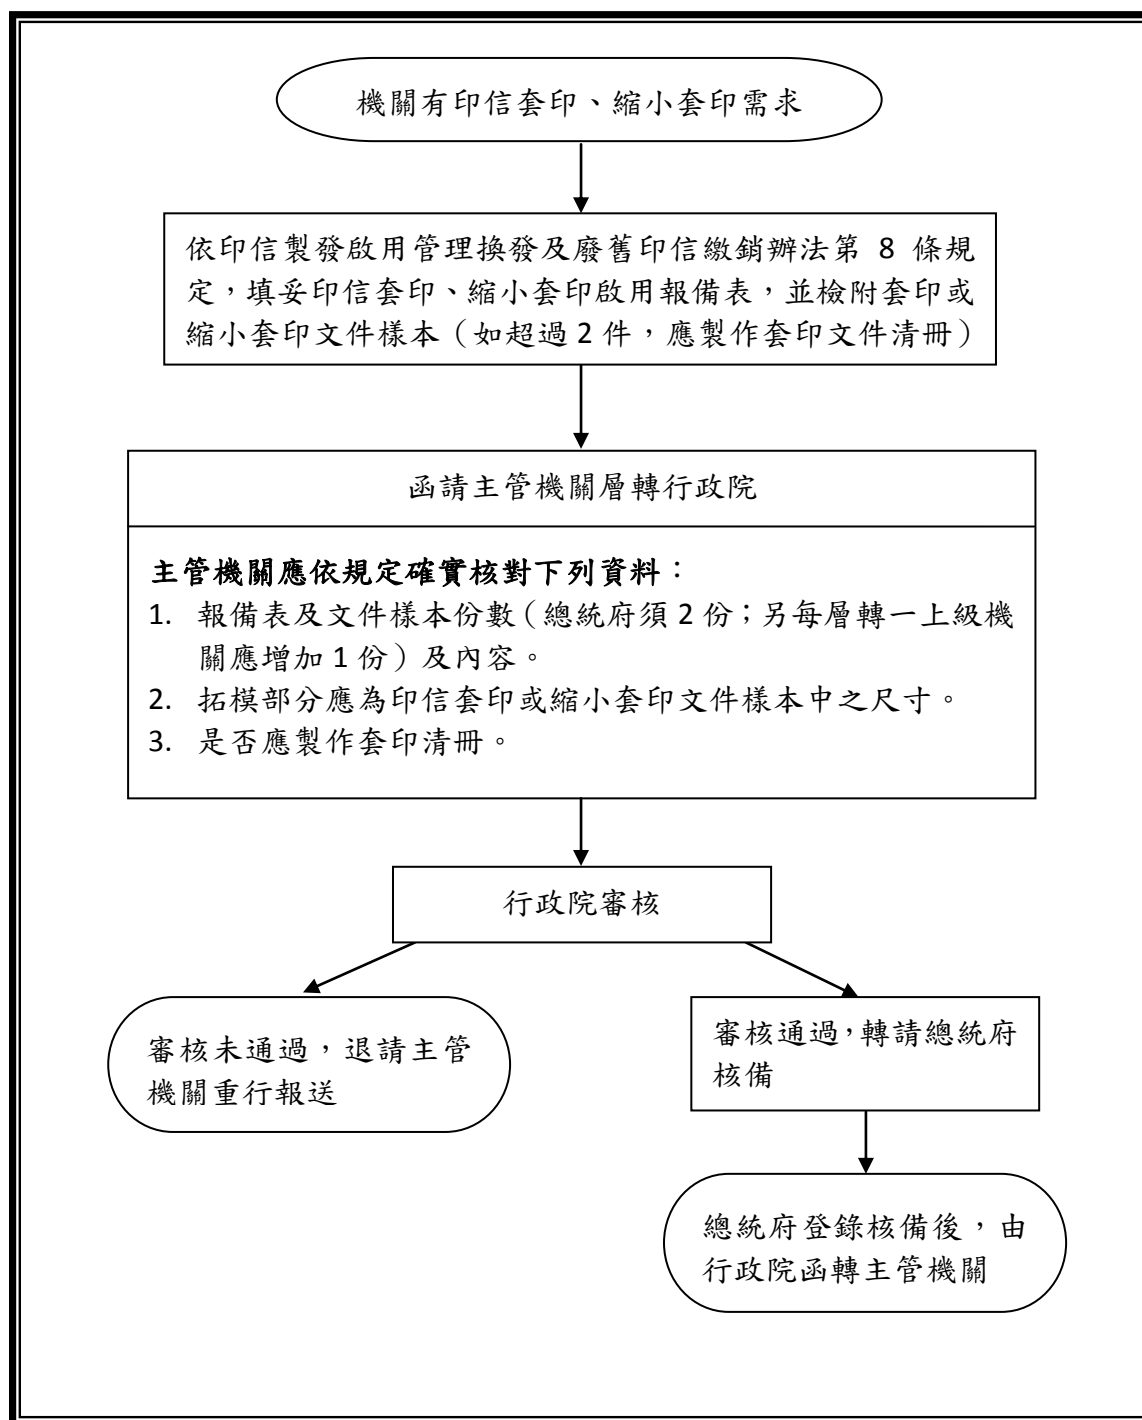 機關有印信套印、縮小套印需求
依印信製發啟用管理換發及廢舊印信繳銷辦法第 8 條規
定，填妥印信套印、縮小套印啟用報備表，並檢附套印或
縮小套印文件樣本（如超過 2 件，應製作套印文件清冊）
函請主管機關層轉行政院
主管機關應依規定確實核對下列資料：
1. 報備表及文件樣本份數（總統府須 2 份；另每層轉一上級機
關應增加 1 份）及內容。
2. 拓模部分應為印信套印或縮小套印文件樣本中之尺寸。
3. 是否應製作套印清冊。
行政院審核
審核未通過，退請主管
機關重行報送
審核通過，轉請總統府
核備
總統府登錄核備後，由
行政院函轉主管機關